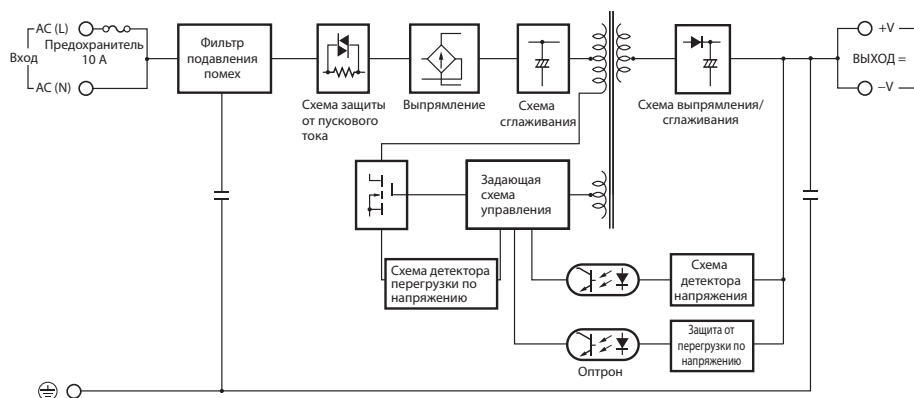 AC (L)
Предохранитель
10 А
Вход
AC (N)
Фильтр
подавления
помех
Схема защиты
от пускового
тока
Выпрямление
Схема
сглаживания
Схема выпрямления/
сглаживания
+V
ВЫХОД =
–V
Задающая
схема
управления
Схема детектора
перегрузки по
напряжению
Схема
детектора
напряжения
Защита от
перегрузки по
напряжению
Оптрон